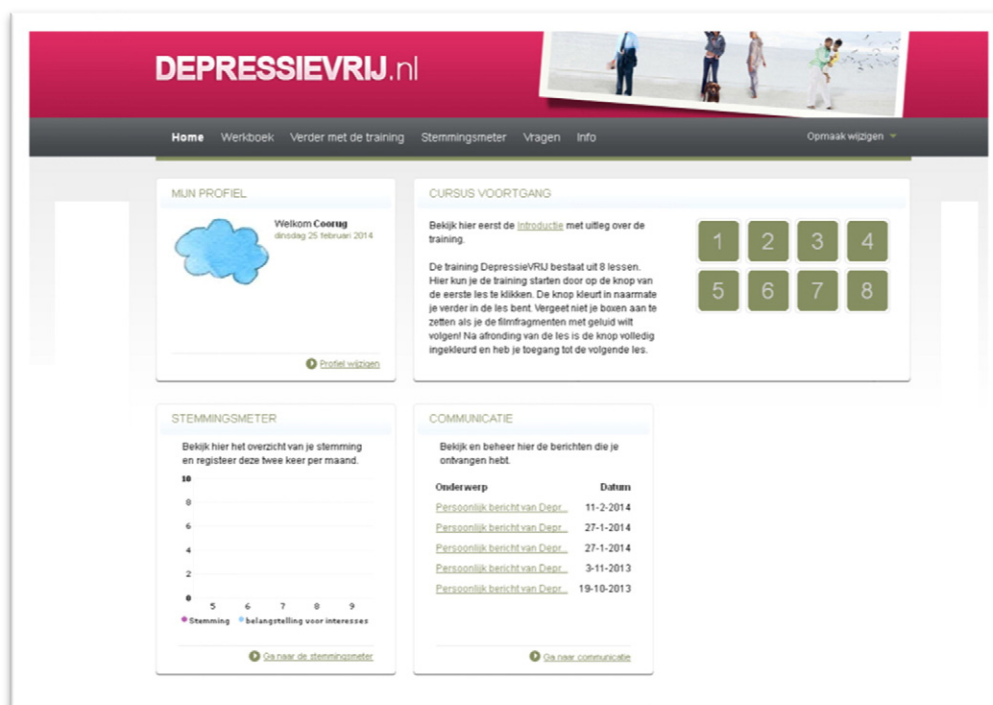 DEPRESSIEVRIJ.nl
Home Werkboek Verder met de training Stemmingsmeter Vragen Info Opmaak wijzigen
MIJN PROFIEL
Welkom Coorug
dinsdag 25 februari 2014
Profiel wijzigen
CURSUS VOORTGANG
Bekijk hier eerst de Introductie met uitleg over de
training.
De training DepressieVRIJ bestaat uit 8 lessen.
Hier kun je de training starten door op de knop van
de eerste les te klikken. De knop kleurt in naarmate
je verder in de les bent. Vergeet niet je boxen aan te
zetten als je de filmfragmenten met geluid wilt
volgen! Na afronding van de les is de knop volledig
ingekleurd en heb je toegang tot de volgende les.
1 2 3 4
5 6 7 8
STEMMINGSMETER
Bekijk hier het overzicht van je stemming
en registeer deze twee keer per maand.
10
8
6
4
2
0
5 6 7 8 9
Stemming belangstelling voor interesses
Ga naar de stemmingsmeter
COMMUNICATIE
Bekijk en beheer hier de berichten die je
ontvangen hebt.
Onderwerp Datum
Persoonlijk bericht van Depr... 11-2-2014
Persoonlijk bericht van Depr... 27-1-2014
Persoonlijk bericht van Depr... 27-1-2014
Persoonlijk bericht van Depr... 3-11-2013
Persoonlijk bericht van Depr... 19-10-2013
Ga naar communicatie